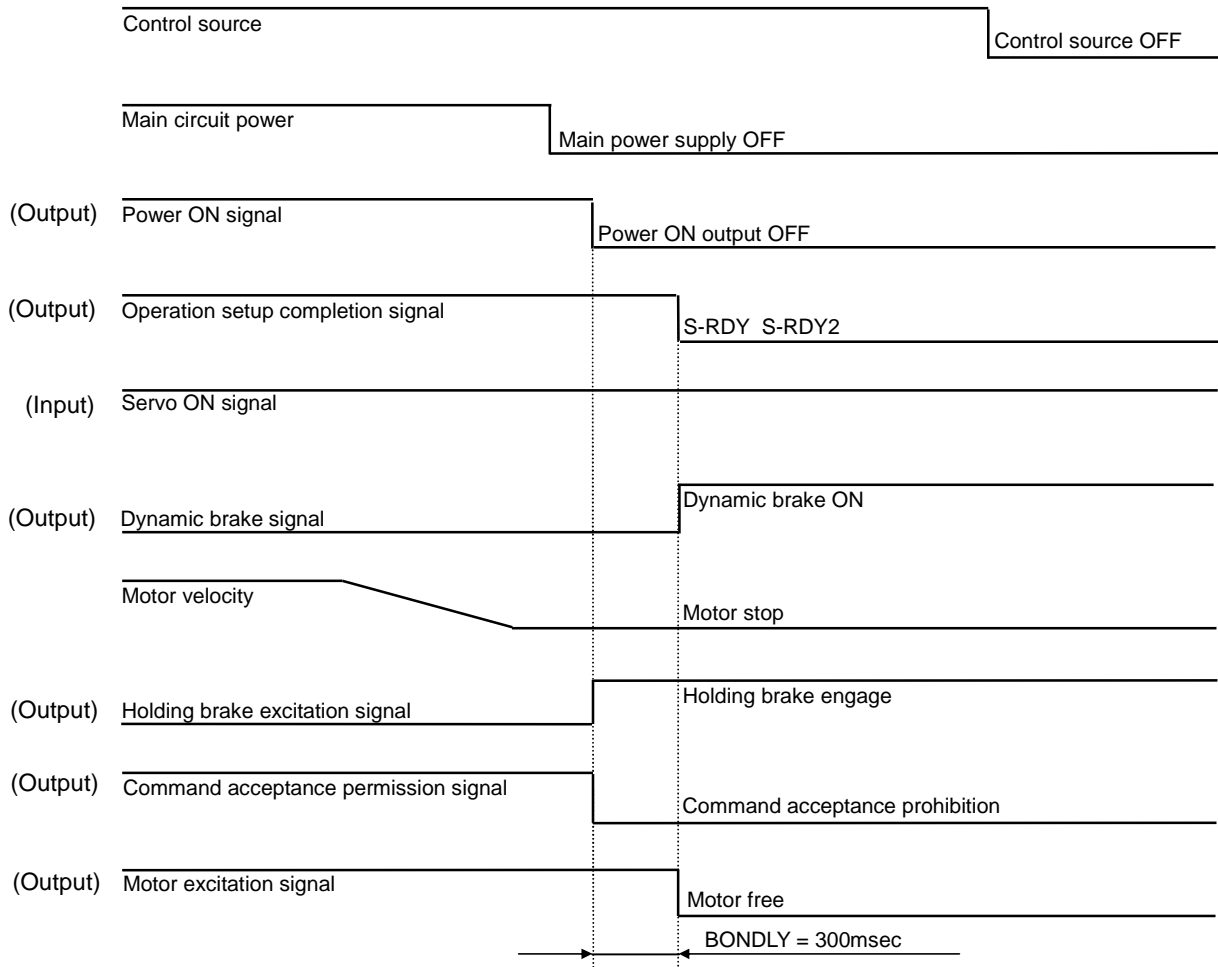 Control source
Control source OFF
Main circuit power
Main power supply OFF
(Output) Power ON signal
Power ON output OFF
(Output) Operation setup completion signal
S-RDY S-RDY2
(Input) Servo ON signal
Dynamic brake ON
(Output) Dynamic brake signal
Motor velocity
Motor stop
Holding brake engage
(Output) Holding brake excitation signal
(Output) Command acceptance permission signal
Command acceptance prohibition
(Output) Motor excitation signal
Motor free
BONDLY = 300msec